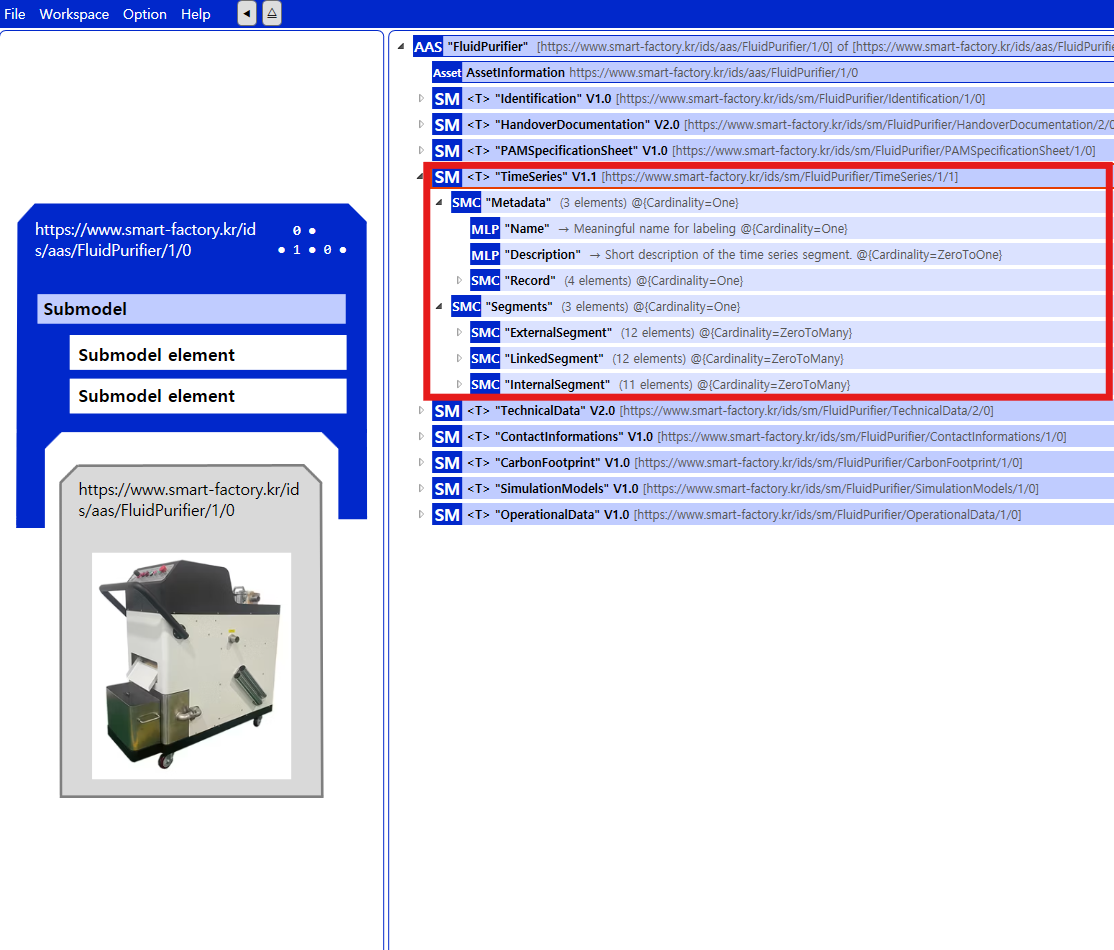 File Workspace Option Help
https://www.smart-factory.kr/id
s/aas/FluidPurifier/1/0
0
1 0
Submodel
Submodel element
Submodel element
https://www.smart-factory.kr/id
s/aas/FluidPurifier/1/0
AAS "FluidPurifier" [https://www.smart-factory.kr/ids/aas/FluidPurifier/1/0] of [https://www.smart-factory.kr/ids/aas/FluidPurifie
Asset AssetInformation https://www.smart-factory.kr/ids/aas/FluidPurifier/1/0
SM <T> "Identification" V1.0 [https://www.smart-factory.kr/ids/sm/FluidPurifier/Identification/1/0]
SM <T> "HandoverDocumentation" V2.0 [https://www.smart-factory.kr/ids/sm/FluidPurifier/HandoverDocumentation/2/0
SM <T> "PAMSpecificationSheet" V1.0 [https://www.smart-factory.kr/ids/sm/FluidPurifier/PAMSpecificationSheet/1/0]
SM <T> "TimeSeries" V1.1 [https://www.smart-factory.kr/ids/sm/FluidPurifier/TimeSeries/1/1]
SMC "Metadata" (3 elements) @{Cardinality=One}
MLP "Name" → Meaningful name for labeling @{Cardinality=One}
MLP "Description" → Short description of the time series segment. @{Cardinality=ZeroToOne}
SMC "Record" (4 elements) @{Cardinality=One}
SMC "Segments" (3 elements) @{Cardinality=One}
SMC "ExternalSegment" (12 elements) @{Cardinality=ZeroToMany}
SMC "LinkedSegment" (12 elements) @{Cardinality=ZeroToMany}
SMC "InternalSegment" (11 elements) @{Cardinality=ZeroToMany}
SM <T> "TechnicalData" V2.0 [https://www.smart-factory.kr/ids/sm/FluidPurifier/TechnicalData/2/0]
SM <T> "ContactInformations" V1.0 [https://www.smart-factory.kr/ids/sm/FluidPurifier/ContactInformations/1/0]
SM <T> "CarbonFootprint" V1.0 [https://www.smart-factory.kr/ids/sm/FluidPurifier/CarbonFootprint/1/0]
SM <T> "SimulationModels" V1.0 [https://www.smart-factory.kr/ids/sm/FluidPurifier/SimulationModels/1/0]
SM <T> "OperationalData" V1.0 [https://www.smart-factory.kr/ids/sm/FluidPurifier/OperationalData/1/0]